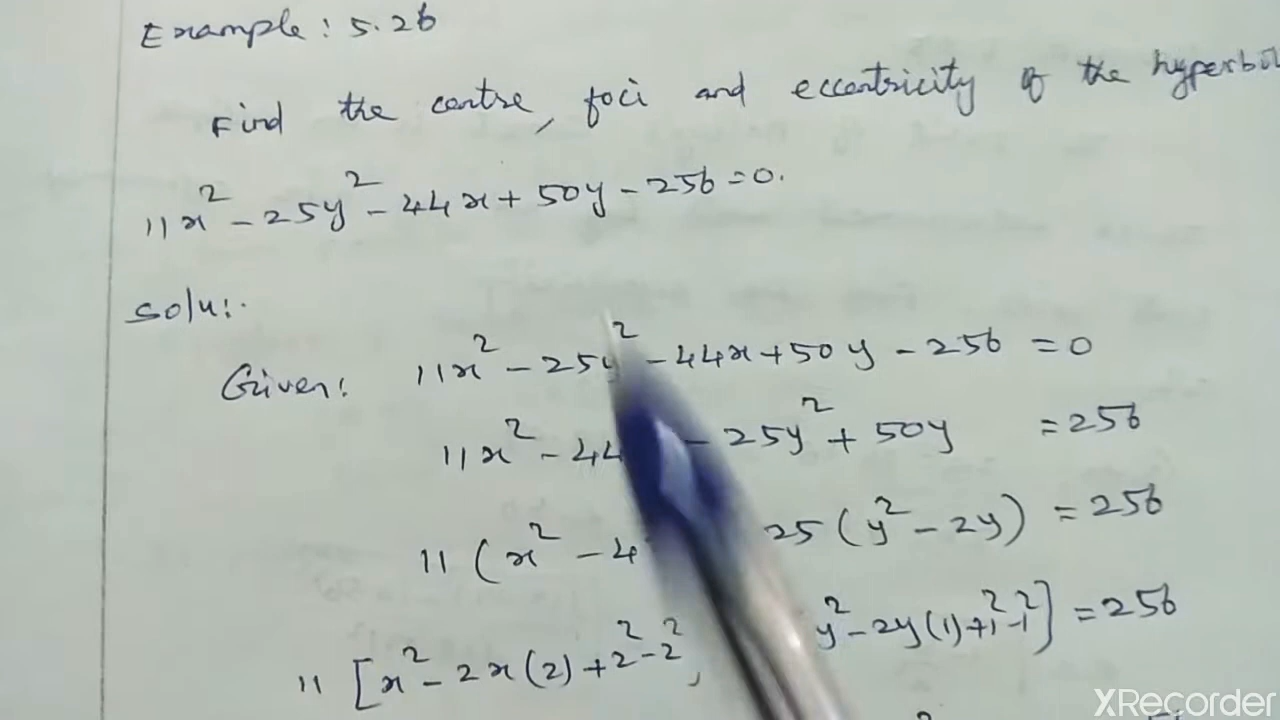 Example: 5.26
Find the centre, foci and eccentricity of the
11x² - 25y² - 44x + 50y - 256 = 0.
Solu:.
Given: 11x² - 25y² - 44x + 50y - 256 = 0
11x² - 44 - 25y² + 50y = 256
11 (x² - 4 25 (y² - 2y) = 256
11 [x² - 2x(2) + 2² - 2² y² - 2y(1) + 1² - 1²] = 256
XRecorder